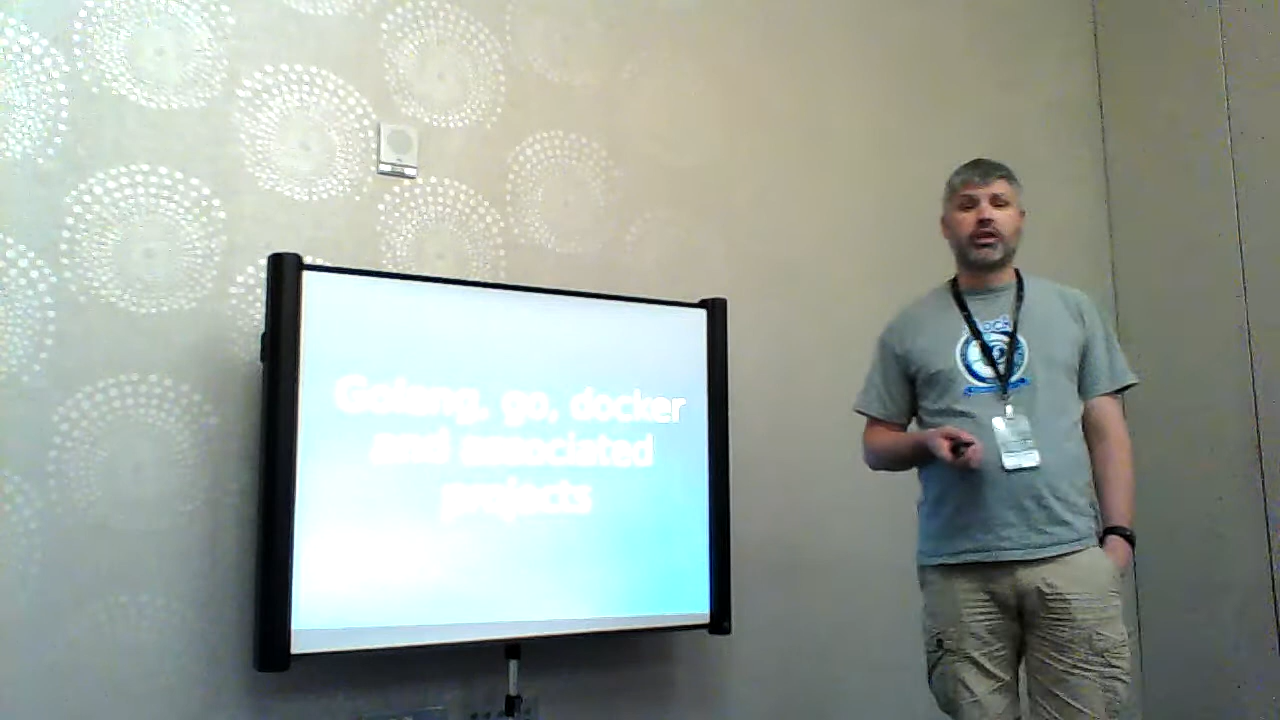 Golang, go, docker
and associated
projects